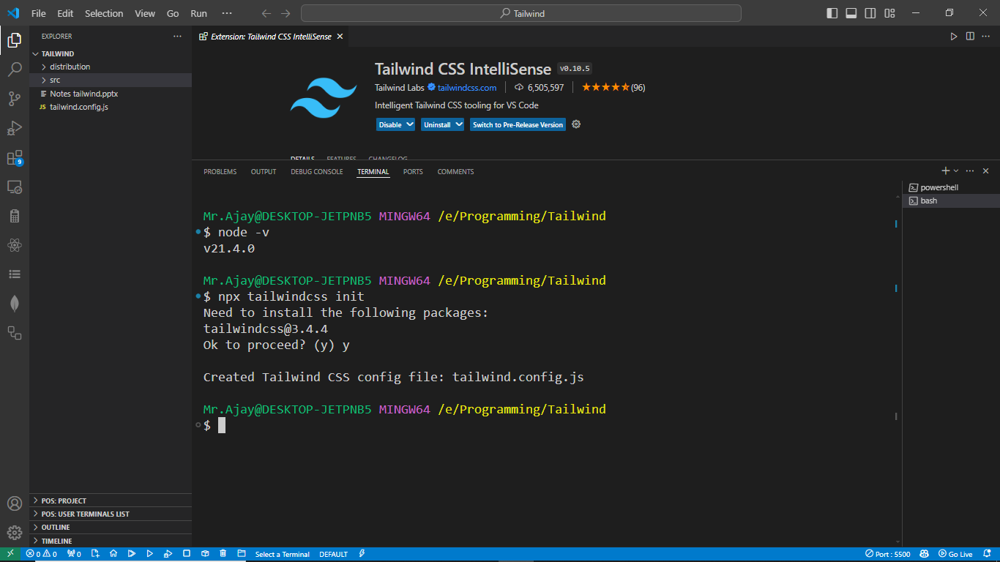 File Edit Selection View Go Run ··· Tailwind
EXPLORER ···
Extension: Tailwind CSS IntelliSense
TAILWIND
distribution
src
Notes tailwind.pptx
JS tailwind.config.js
Tailwind CSS IntelliSense v0.10.5
Tailwind Labs tailwindcss.com 6,505,597 (96)
Intelligent Tailwind CSS tooling for VS Code
Disable Uninstall Switch to Pre-Release Version
DETAILS FEATURES CHANGELOG
9
PROBLEMS OUTPUT DEBUG CONSOLE TERMINAL PORTS COMMENTS
powershell
bash
Mr.Ajay@DESKTOP-JETPNB5 MINGW64 /e/Programming/Tailwind
$ node -v
v21.4.0
Mr.Ajay@DESKTOP-JETPNB5 MINGW64 /e/Programming/Tailwind
$ npx tailwindcss init
Need to install the following packages:
tailwindcss@3.4.4
Ok to proceed? (y) y
Created Tailwind CSS config file: tailwind.config.js
Mr.Ajay@DESKTOP-JETPNB5 MINGW64 /e/Programming/Tailwind
$
POS: PROJECT
POS: USER TERMINALS LIST
OUTLINE
TIMELINE
0 0 0 Select a Terminal DEFAULT Port : 5500 Go Live